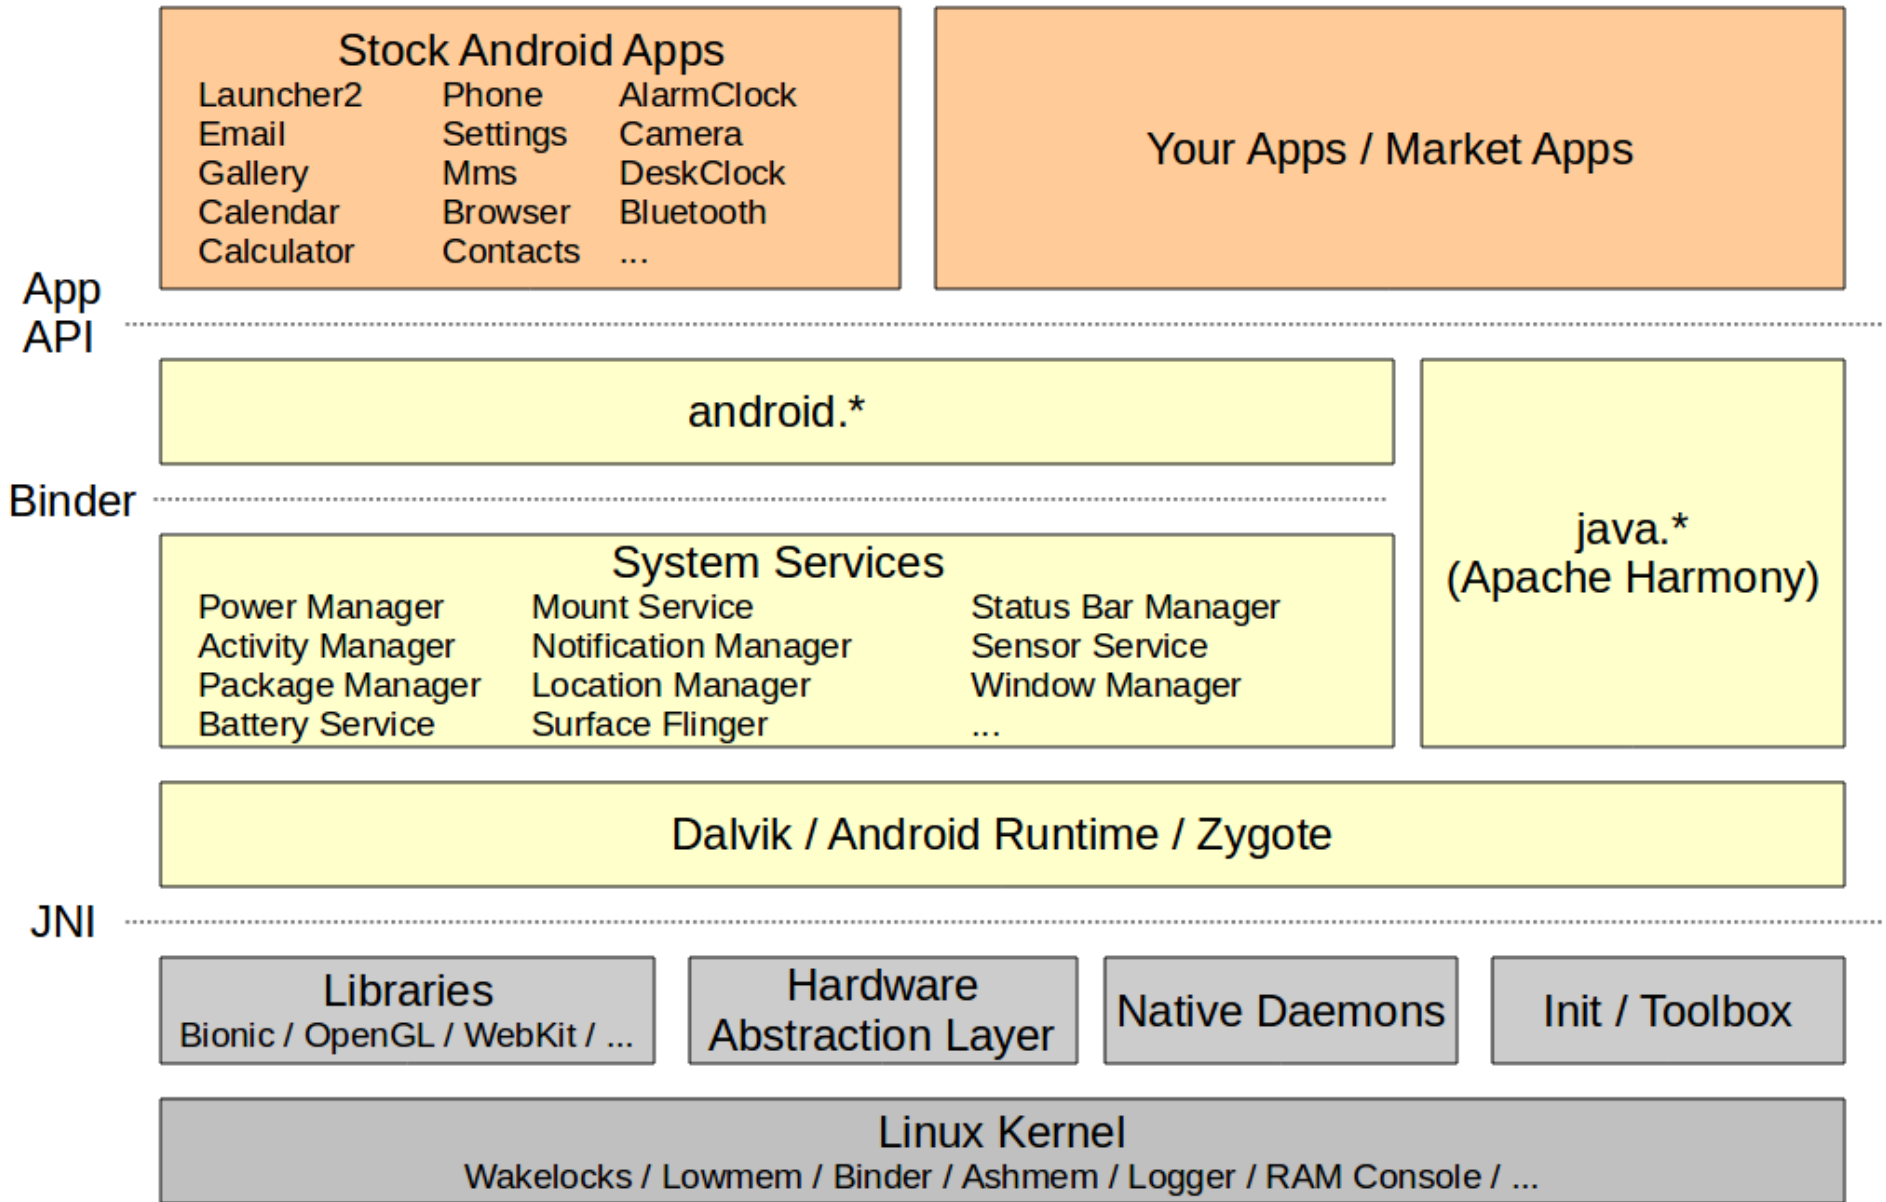 Stock Android Apps
Launcher2 Phone AlarmClock
Email Settings Camera
Gallery Mms DeskClock
Calendar Browser Bluetooth
Calculator Contacts ...
Your Apps / Market Apps
App
API
android.*
Binder
java.*
(Apache Harmony)
System Services
Power Manager Mount Service Status Bar Manager
Activity Manager Notification Manager Sensor Service
Package Manager Location Manager Window Manager
Battery Service Surface Flinger ...
Dalvik / Android Runtime / Zygote
JNI
Libraries
Bionic / OpenGL / WebKit / ...
Hardware
Abstraction Layer
Native Daemons
Init / Toolbox
Linux Kernel
Wakelocks / Lowmem / Binder / Ashmem / Logger / RAM Console / ...